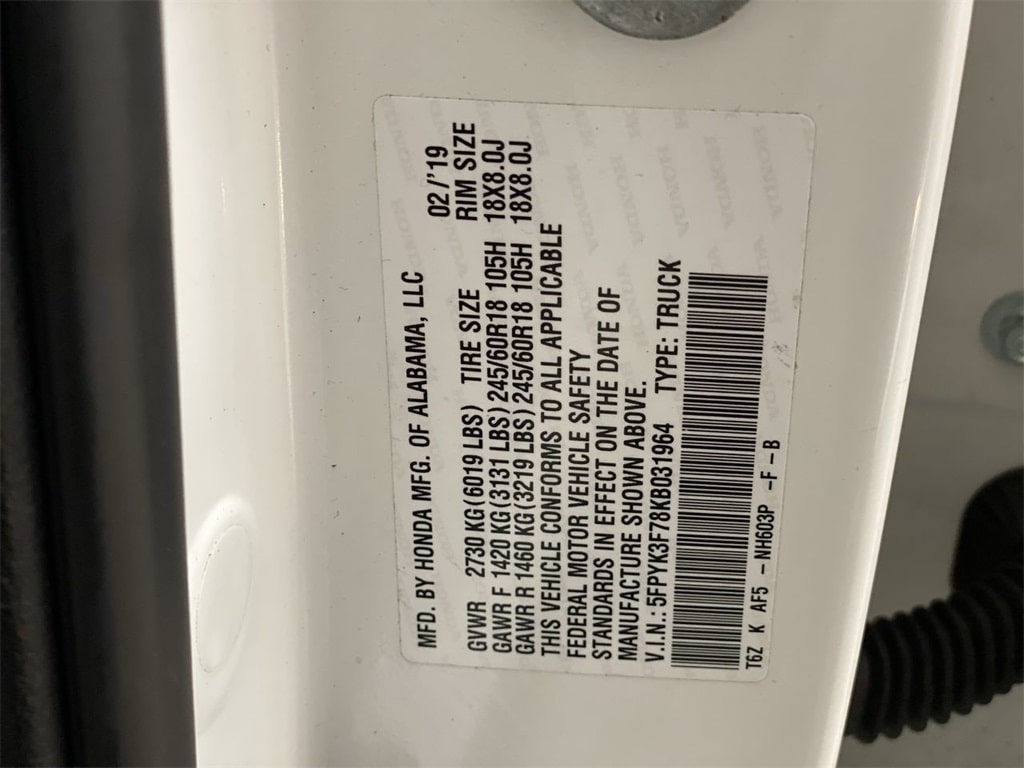 MFD. BY HONDA MFG. OF ALABAMA, LLC 02/'19
GVWR 2730 KG(6019 LBS) TIRE SIZE RIM SIZE
GAWR F 1420 KG(3131 LBS)245/60R18 105H 18X8.0J
GAWR R 1460 KG(3219 LBS)245/60R18 105H 18X8.0J
THIS VEHICLE CONFORMS TO ALL APPLICABLE
FEDERAL MOTOR VEHICLE SAFETY
STANDARDS IN EFFECT ON THE DATE OF
MANUFACTURE SHOWN ABOVE.
V.I.N.: 5FPYK3F78KB031964 TYPE: TRUCK
T6Z K AF5 -NH603P -F-B